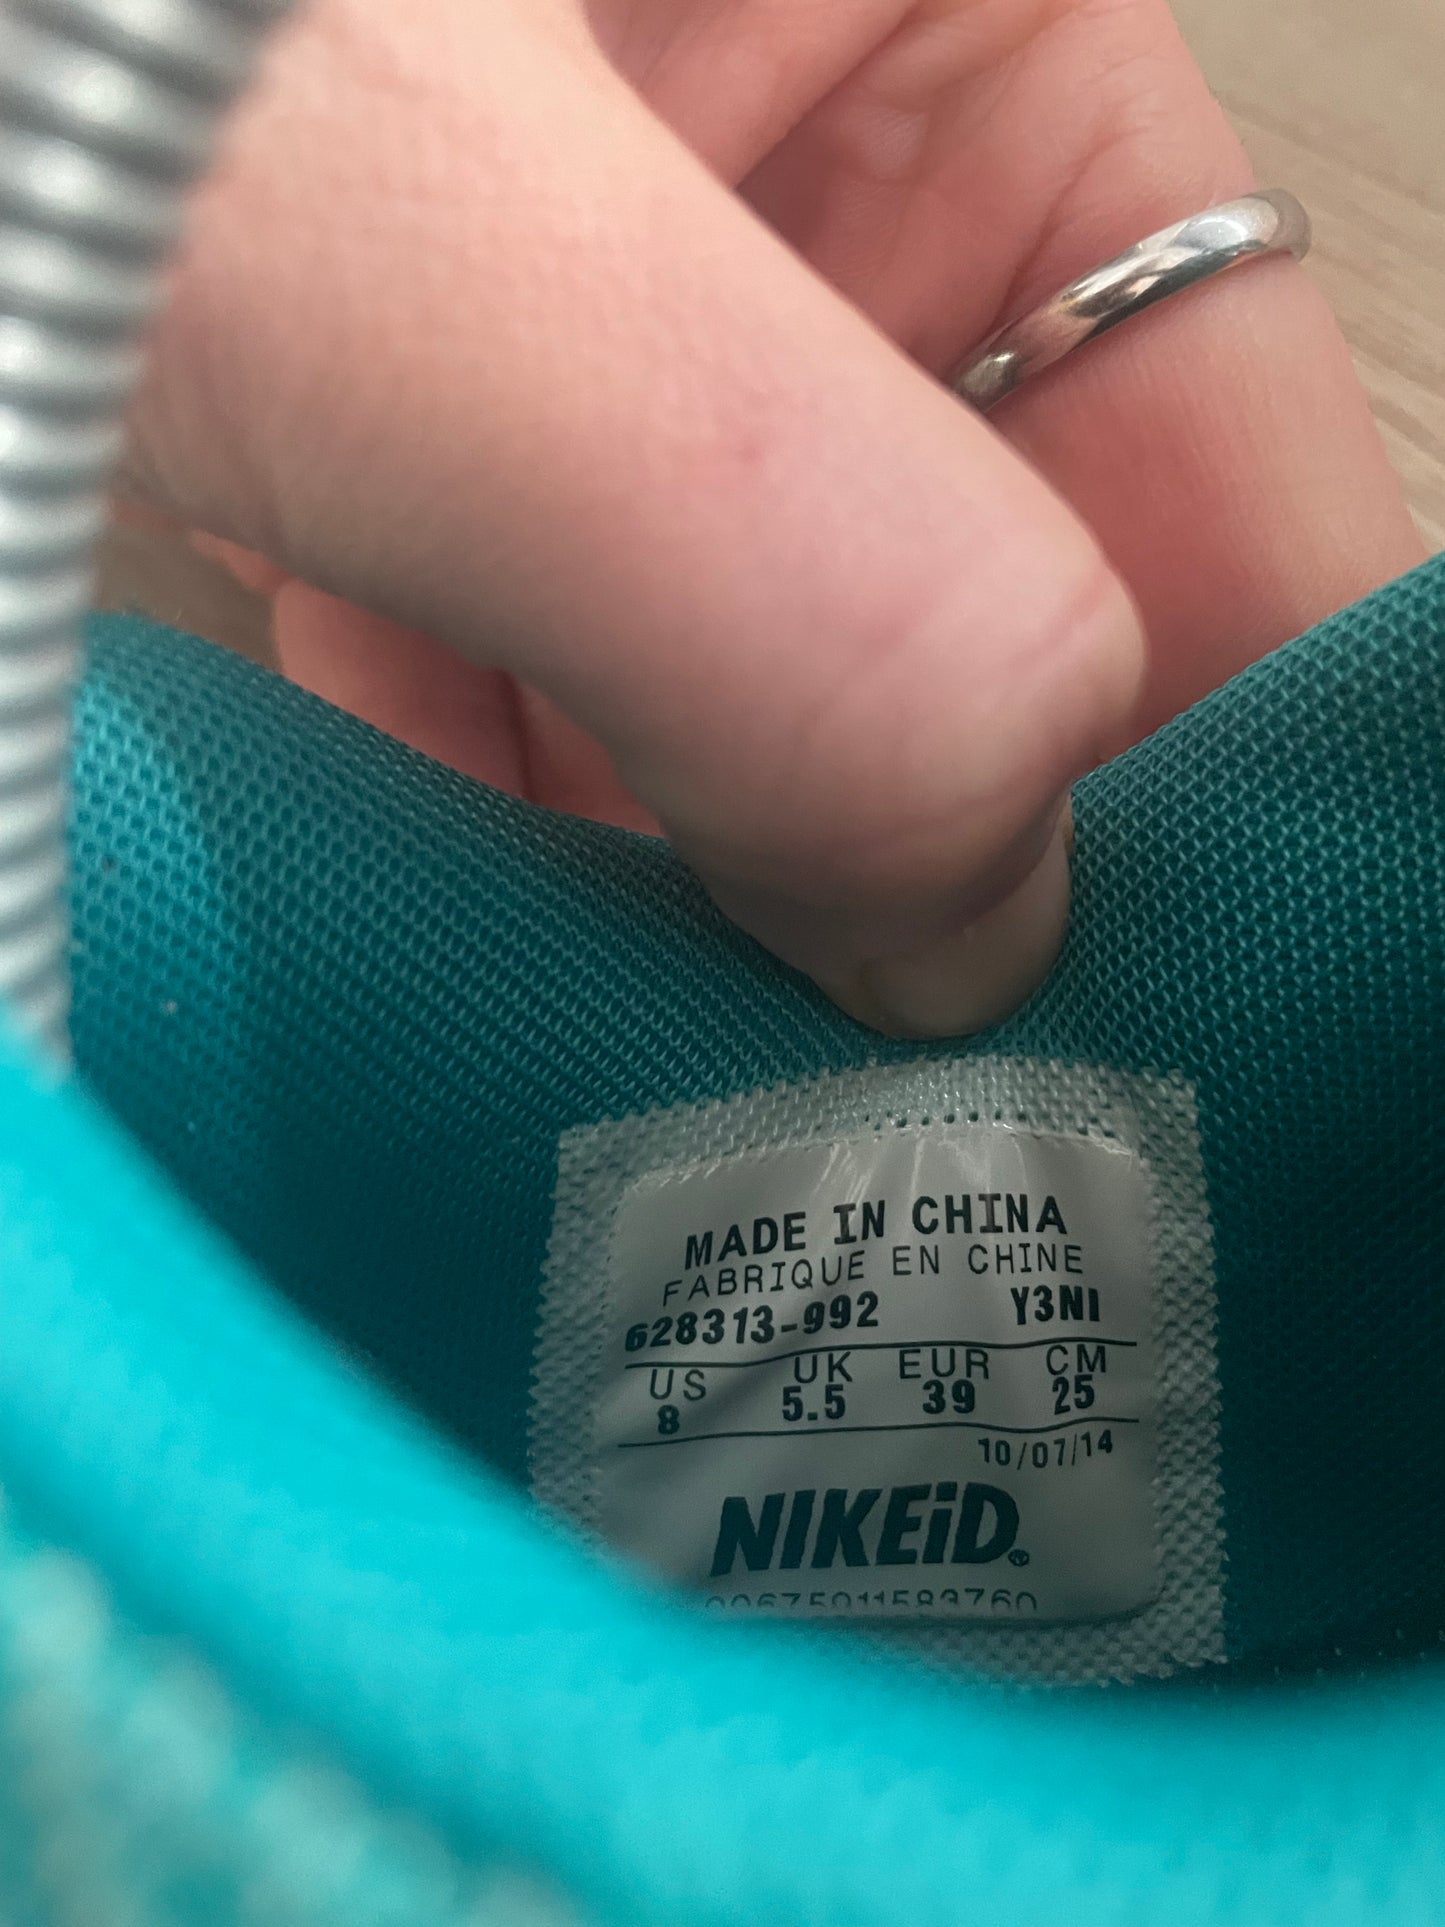 MADE IN CHINA
FABRIQUE EN CHINE
628313-992 Y3NI
US UK EUR CM
8 5.5 39 25
10/07/14
NIKEiD®